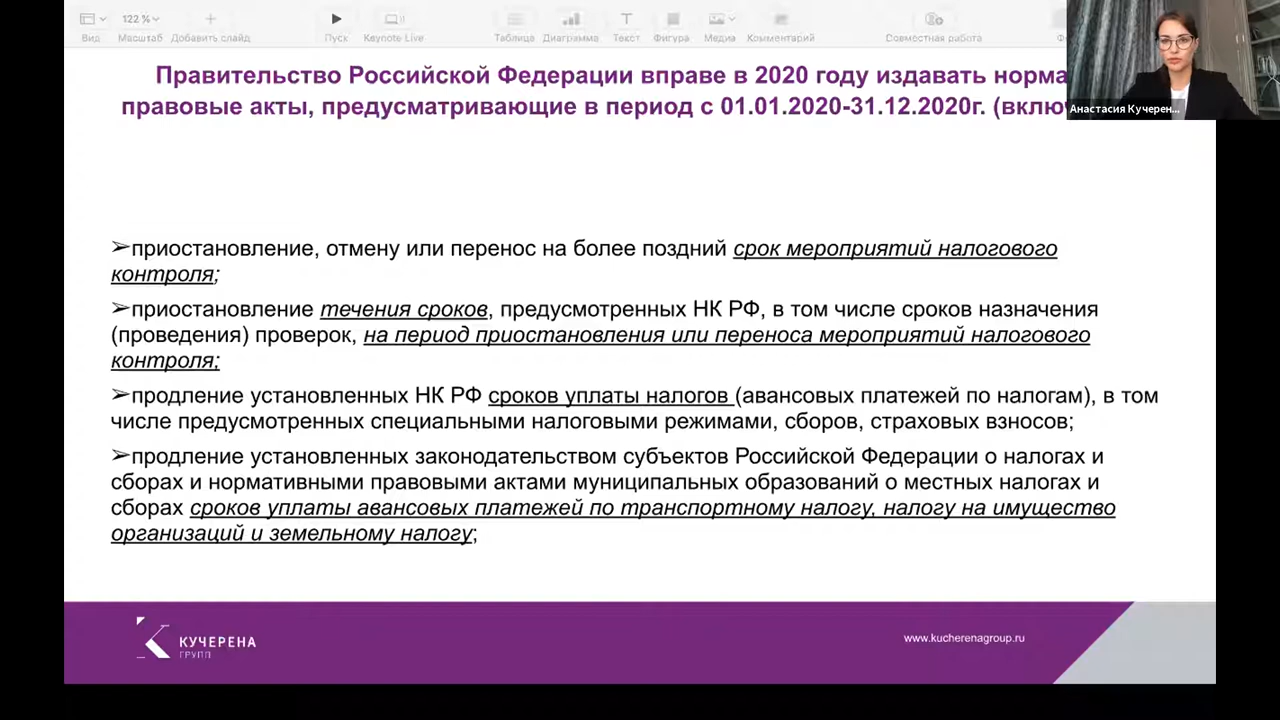 122 %
Вид
Масштаб
Добавить слайд
Пуск
Keynote Live
Таблица
Диаграмма
Текст
Фигура
Медиа
Комментарий
Совместная работа
Анастасия Кучерен...
Правительство Российской Федерации вправе в 2020 году издавать норма
правовые акты, предусматривающие в период с 01.01.2020-31.12.2020г. (вклю
➢приостановление, отмену или перенос на более поздний срок мероприятий налогового
контроля;
➢приостановление течения сроков, предусмотренных НК РФ, в том числе сроков назначения
(проведения) проверок, на период приостановления или переноса мероприятий налогового
контроля;
➢продление установленных НК РФ сроков уплаты налогов (авансовых платежей по налогам), в том
числе предусмотренных специальными налоговыми режимами, сборов, страховых взносов;
➢продление установленных законодательством субъектов Российской Федерации о налогах и
сборах и нормативными правовыми актами муниципальных образований о местных налогах и
сборах сроков уплаты авансовых платежей по транспортному налогу, налогу на имущество
организаций и земельному налогу;
КУЧЕРЕНА
ГРУПП
www.kucherenagroup.ru